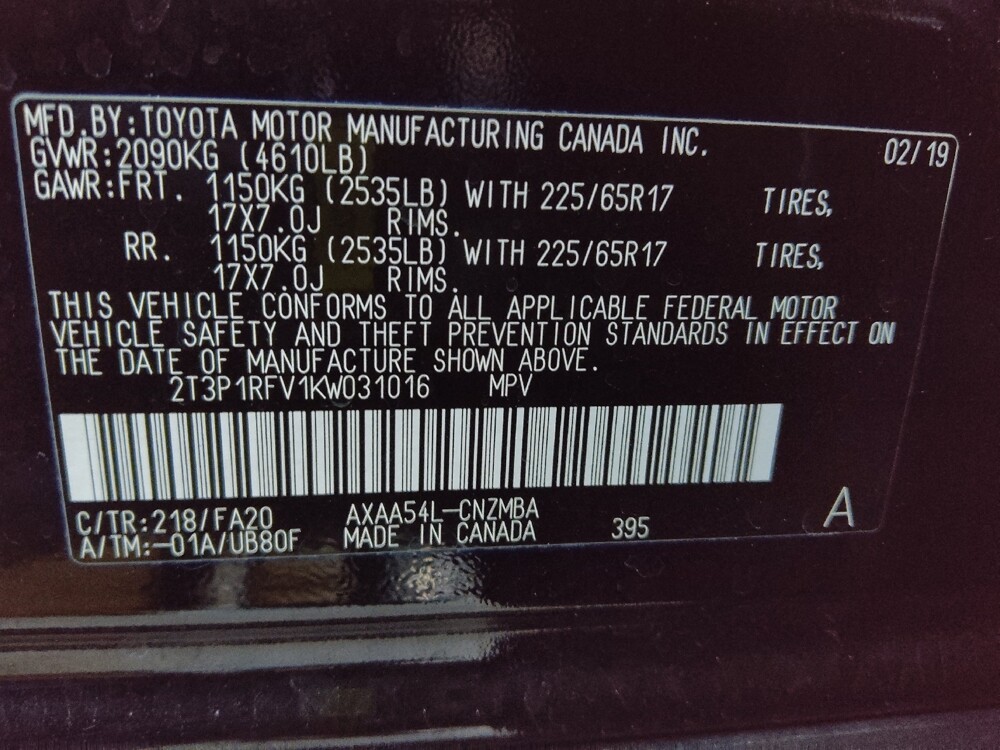 MFD.BY:TOYOTA MOTOR MANUFACTURING CANADA INC. 02/19
GVWR:2090KG (4610LB)
GAWR:FRT. 1150KG (2535LB) WITH 225/65R17 TIRES,
17X7.0J RIMS.
RR. 1150KG (2535LB) WITH 225/65R17 TIRES,
17X7.0J RIMS.
THIS VEHICLE CONFORMS TO ALL APPLICABLE FEDERAL MOTOR
VEHICLE SAFETY AND THEFT PREVENTION STANDARDS IN EFFECT ON
THE DATE OF MANUFACTURE SHOWN ABOVE.
2T3P1RFV1KW031016 MPV
C/TR:218/FA20 AXAA54L-CNZMBA
A/TM:-01A/UB80F MADE IN CANADA 395 A